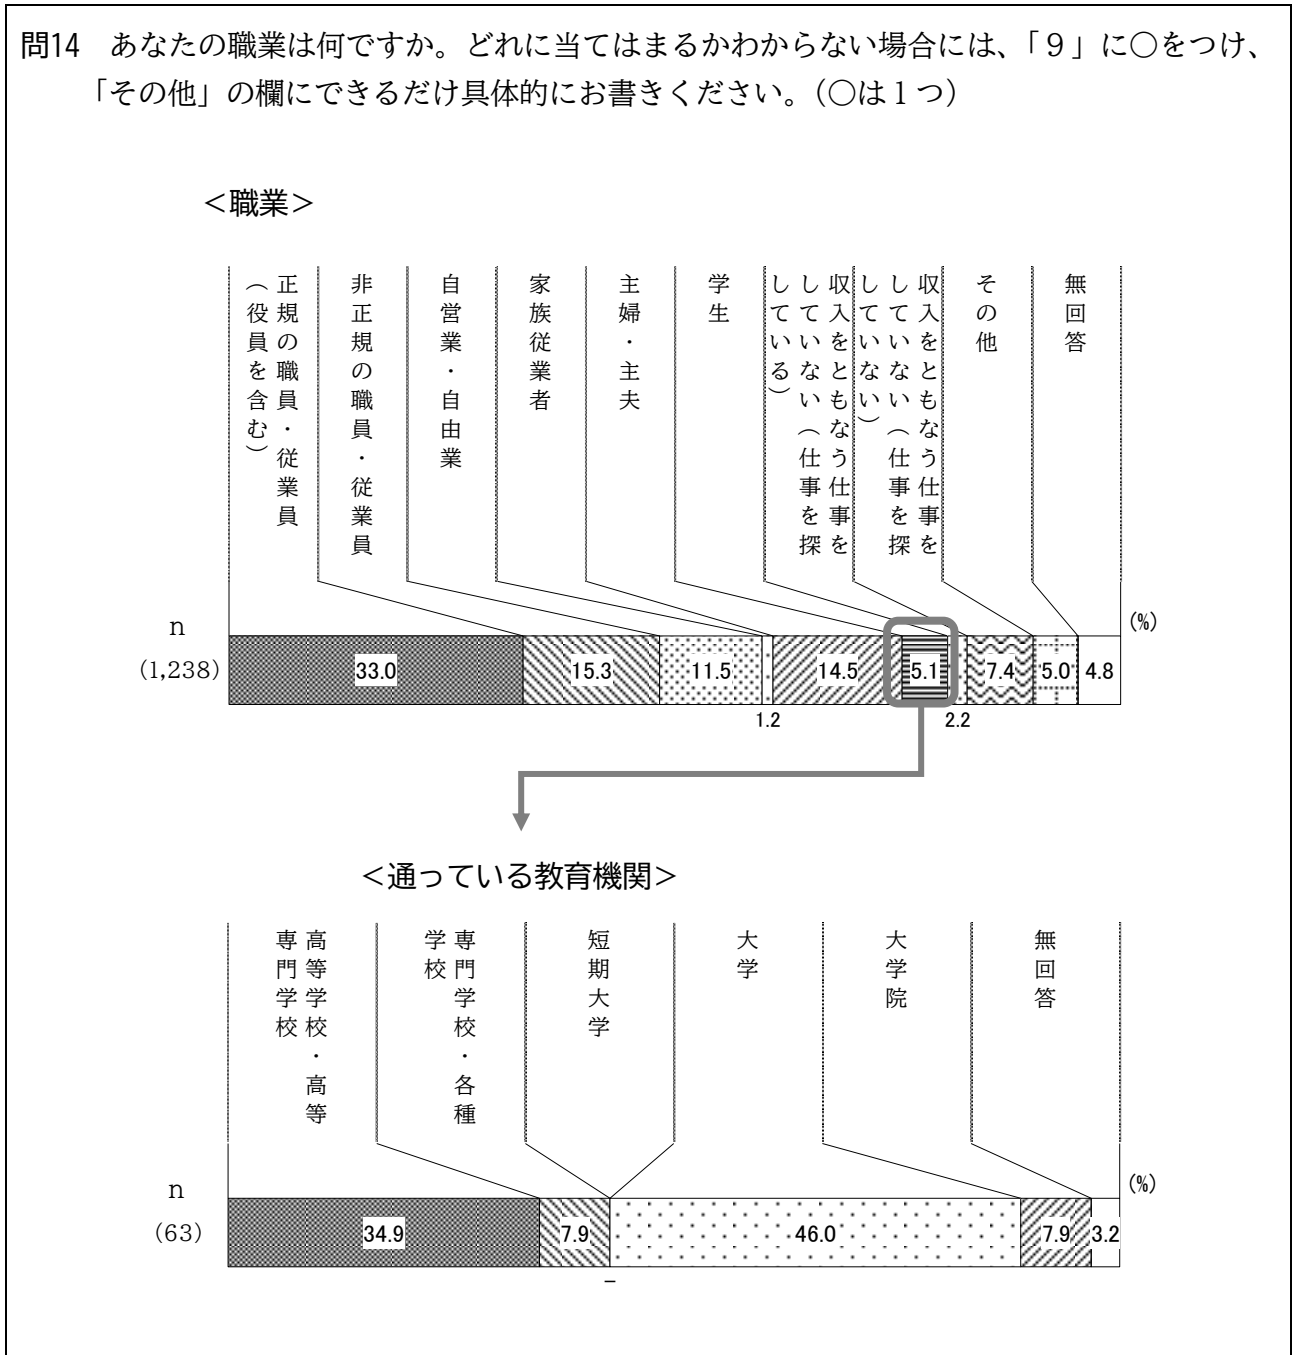 問14　あなたの職業は何ですか。どれに当てはまるかわからない場合には、「９」に○をつけ、
「その他」の欄にできるだけ具体的にお書きください。（○は１つ）
＜職業＞
正規の職員・従業員
（役員を含む）
非正規の職員・従業員
自営業・自由業
家族従業者
主婦・主夫
学生
収入をともなう仕事を
していない（仕事を探
している）
収入をともなう仕事を
していない（仕事を探
していない）
その他
無回答
(%)
n
(1,238)
33.0
15.3
11.5
1.2
14.5
5.1
2.2
7.4
5.0
4.8
＜通っている教育機関＞
高等学校・高等
専門学校
専門学校・各種
学校
短期大学
大学
大学院
無回答
(%)
n
(63)
34.9
7.9
–
46.0
7.9
3.2